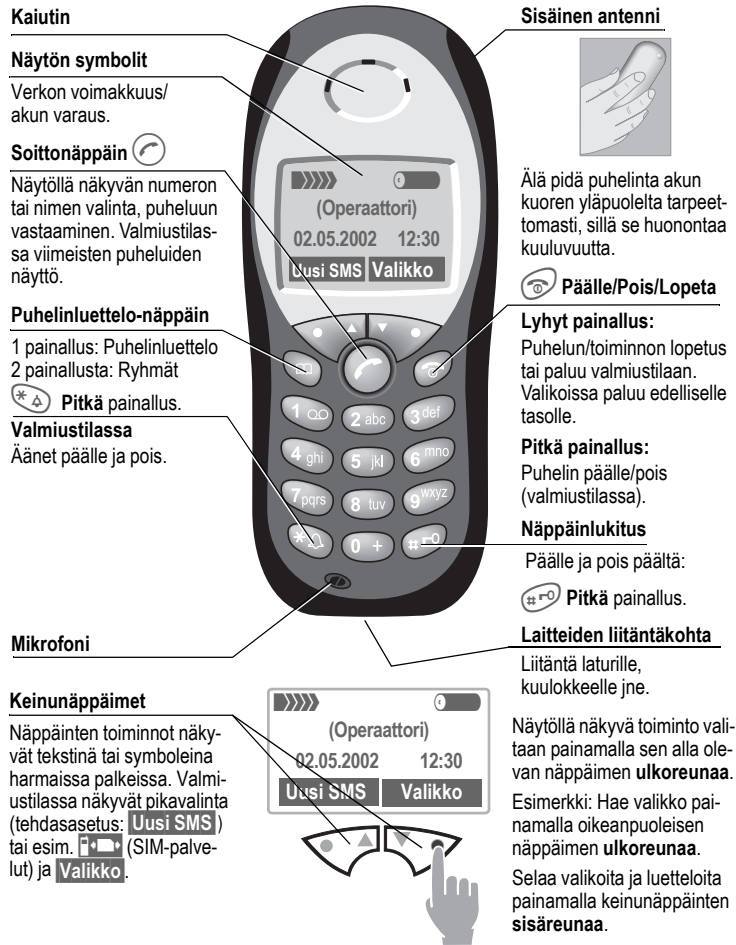 Kaiutin
Näytön symbolit
Verkon voimakkuus/
akun varaus.
Soittonäppäin
Näytöllä näkyvän numeron
tai nimen valinta, puheluun
vastaaminen. Valmiustilas-
sa viimeisten puheluiden
näyttö.
Puhelinluettelo-näppäin
1 painallus: Puhelinluettelo
2 painallusta: Ryhmät
* Pitkä painallus.
Valmiustilassa
Äänet päälle ja pois.
Mikrofoni
Keinunäppäimet
Näppäinten toiminnot näky-
vät tekstinä tai symboleina
harmaissa palkeissa. Valmi-
ustilassa näkyvät pikavalinta
(tehdasasetus: Uusi SMS)
tai esim. (SIM-palve-
lut) ja Valikko.
(Operaattori)
02.05.2002 12:30
Uusi SMS Valikko
1 2 abc 3 def
4 ghi 5 jkl 6 mno
7pqrs 8 tuv 9 wxyz
* 0 + #
(Operaattori)
02.05.2002 12:30
Uusi SMS Valikko
Sisäinen antenni
Älä pidä puhelinta akun
kuoren yläpuolelta tarpeet-
tomasti, sillä se huonontaa
kuuluvuutta.
Päälle/Pois/Lopeta
Lyhyt painallus:
Puhelun/toiminnon lopetus
tai paluu valmiustilaan.
Valikoissa paluu edelliselle
tasolle.
Pitkä painallus:
Puhelin päälle/pois
(valmiustilassa).
Näppäinlukitus
Päälle ja pois päältä:
# Pitkä painallus.
Laitteiden liitäntäkohta
Liitäntä laturille,
kuulokkeelle jne.
Näytöllä näkyvä toiminto vali-
taan painamalla sen alla ole-
van näppäimen ulkoreunaa.
Esimerkki: Hae valikko pai-
namalla oikeanpuoleisen
näppäimen ulkoreunaa.
Selaa valikoita ja luetteloita
painamalla keinunäppäinten
sisäreunaa.